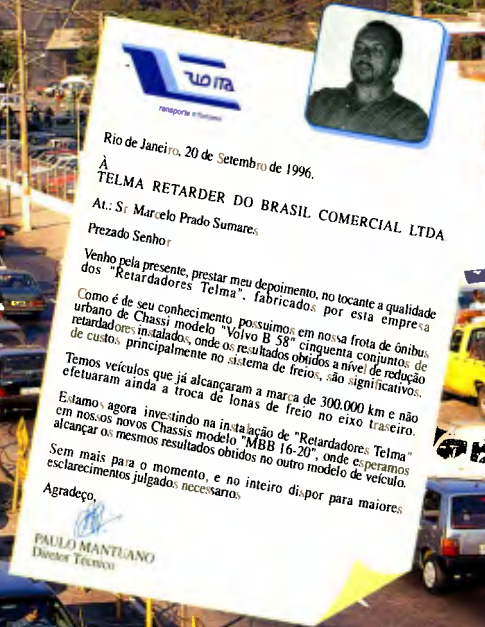 RIO ITA
Transporte e Turismo
Rio de Janeiro, 20 de Setembro de 1996.
À
TELMA RETARDER DO BRASIL COMERCIAL LTDA
At.: Sr Marcelo Prado Sumares
Prezado Senhor
Venho pela presente, prestar meu depoimento, no tocante a qualidade
dos "Retardadores Telma", fabricados por esta empresa
Como é de seu conhecimento possuimos em nossa frota de ônibus
urbano de Chassi modelo "Volvo B 58" cinquenta conjuntos de
retardadores instalados, onde os resultados obtidos a nível de redução
de custos principalmente no sistema de freios, são significativos.
Temos veículos que já alcançaram a marca de 300.000 km e não
efetuaram ainda a troca de lonas de freio no eixo traseiro.
Estamos agora investindo na instalação de "Retardadores Telma"
em nossos novos Chassis modelo "MBB 16-20", onde esperamos
alcançar os mesmos resultados obtidos no outro modelo de veículo.
Sem mais para o momento, e no inteiro dispor para maiores
esclarecimentos julgados necessarios
Agradeço,
PAULO MANTUANO
Diretor Técnico